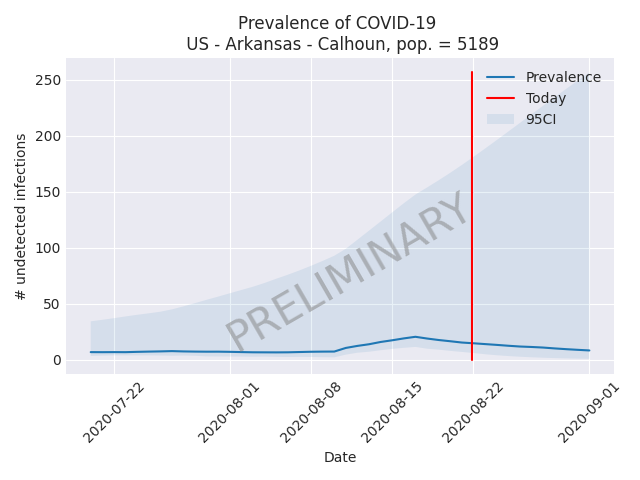 Prevalence of COVID-19
US - Arkansas - Calhoun, pop. = 5189
250
200
150
100
50
0
# undetected infections
Prevalence
Today
95CI
PRELIMINARY
2020-07-22
2020-08-01
2020-08-08
2020-08-15
2020-08-22
2020-09-01
Date